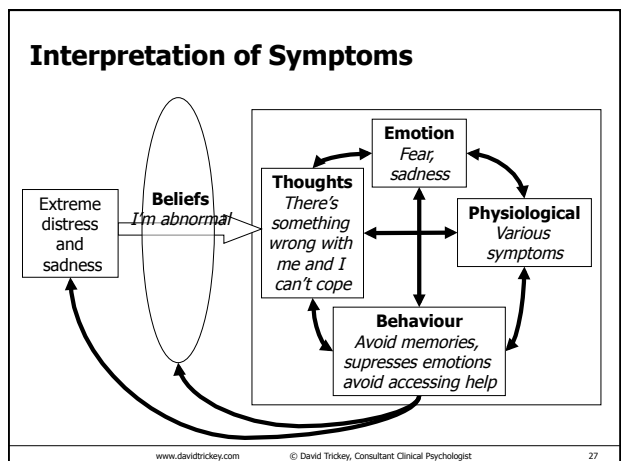 Interpretation of Symptoms
Extreme
distress
and
sadness
Beliefs
I'm abnormal
Thoughts
There's
something
wrong with
me and I
can't cope
Emotion
Fear,
sadness
Physiological
Various
symptoms
Behaviour
Avoid memories,
supresses emotions
avoid accessing help
www.davidtrickey.com © David Trickey, Consultant Clinical Psychologist 27